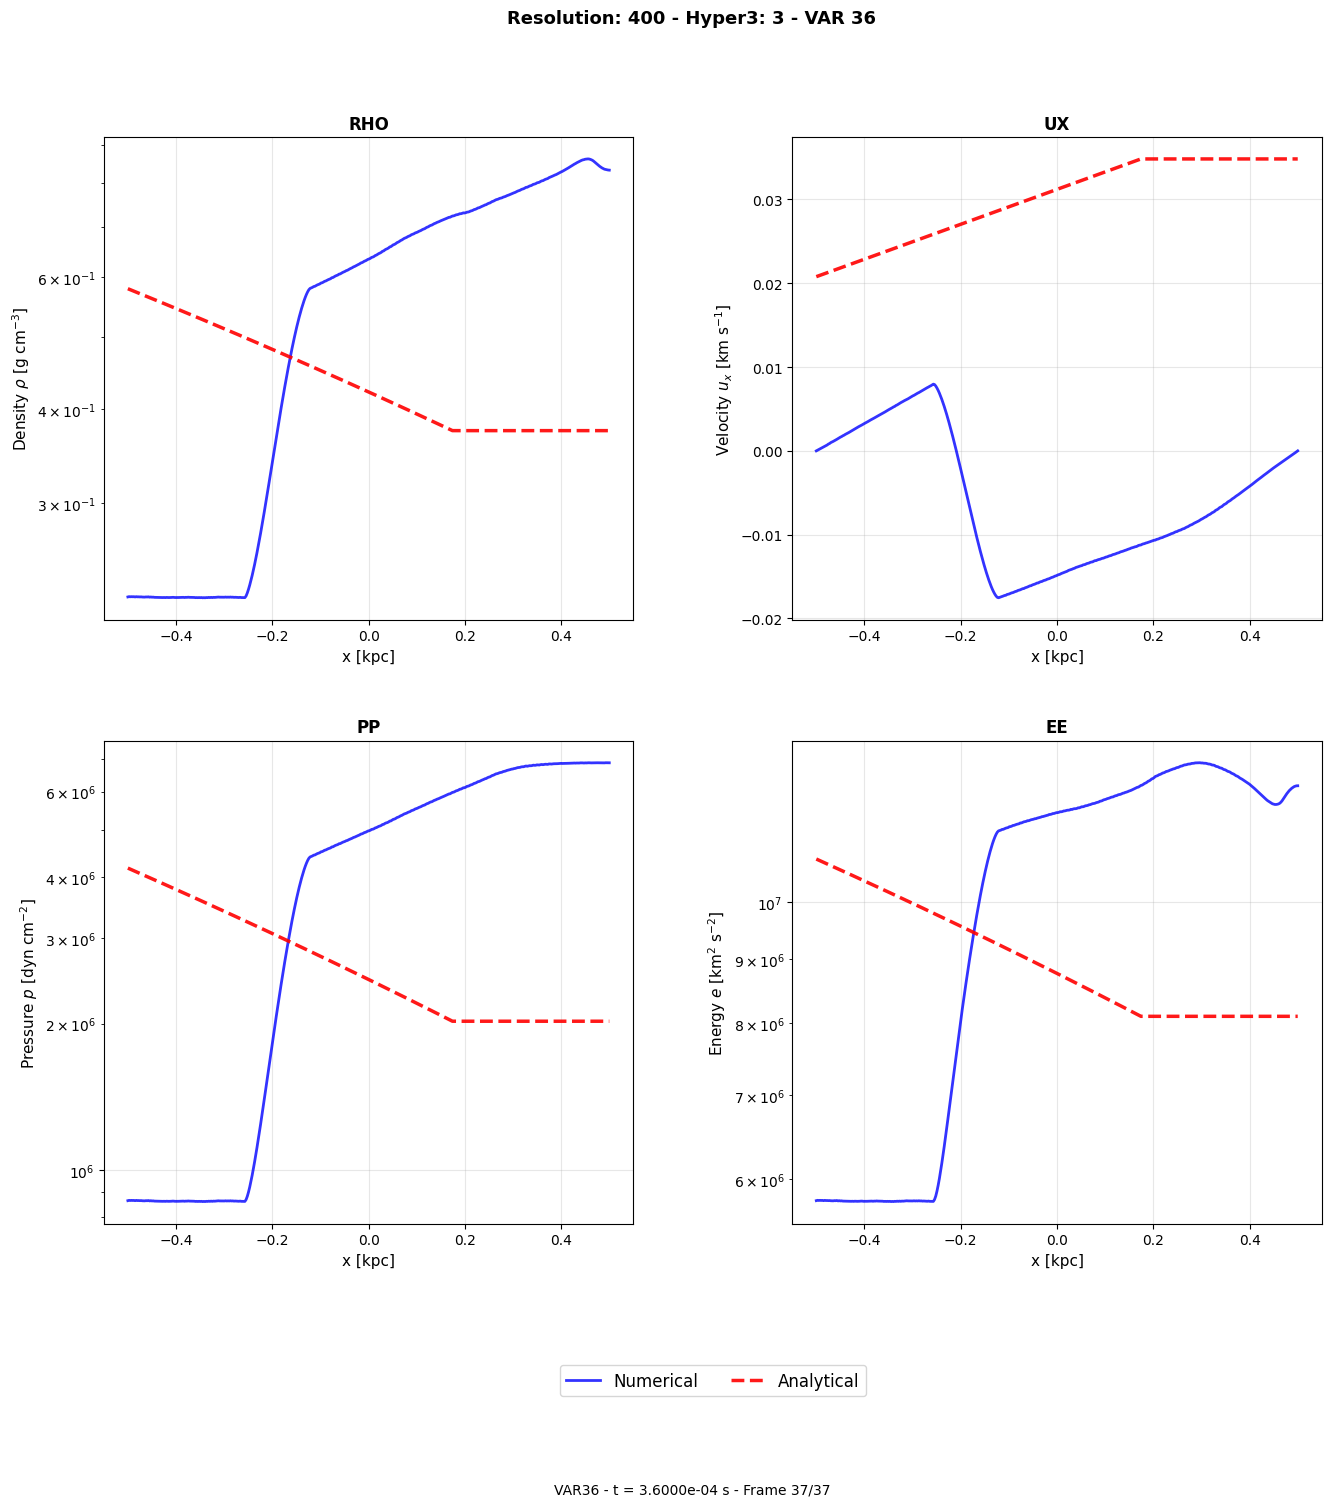 Resolution: 400 - Hyper3: 3 - VAR 36
RHO
Density ρ [g cm⁻³]
6 × 10⁻¹
4 × 10⁻¹
3 × 10⁻¹
−0.4 −0.2 0.0 0.2 0.4
x [kpc]
UX
Velocity uₓ [km s⁻¹]
0.03
0.02
0.01
0.00
−0.01
−0.02
−0.4 −0.2 0.0 0.2 0.4
x [kpc]
PP
Pressure p [dyn cm⁻²]
6 × 10⁶
4 × 10⁶
3 × 10⁶
2 × 10⁶
10⁶
−0.4 −0.2 0.0 0.2 0.4
x [kpc]
EE
Energy e [km² s⁻²]
10⁷
9 × 10⁶
8 × 10⁶
7 × 10⁶
6 × 10⁶
−0.4 −0.2 0.0 0.2 0.4
x [kpc]
Numerical Analytical
VAR36 - t = 3.6000e-04 s - Frame 37/37